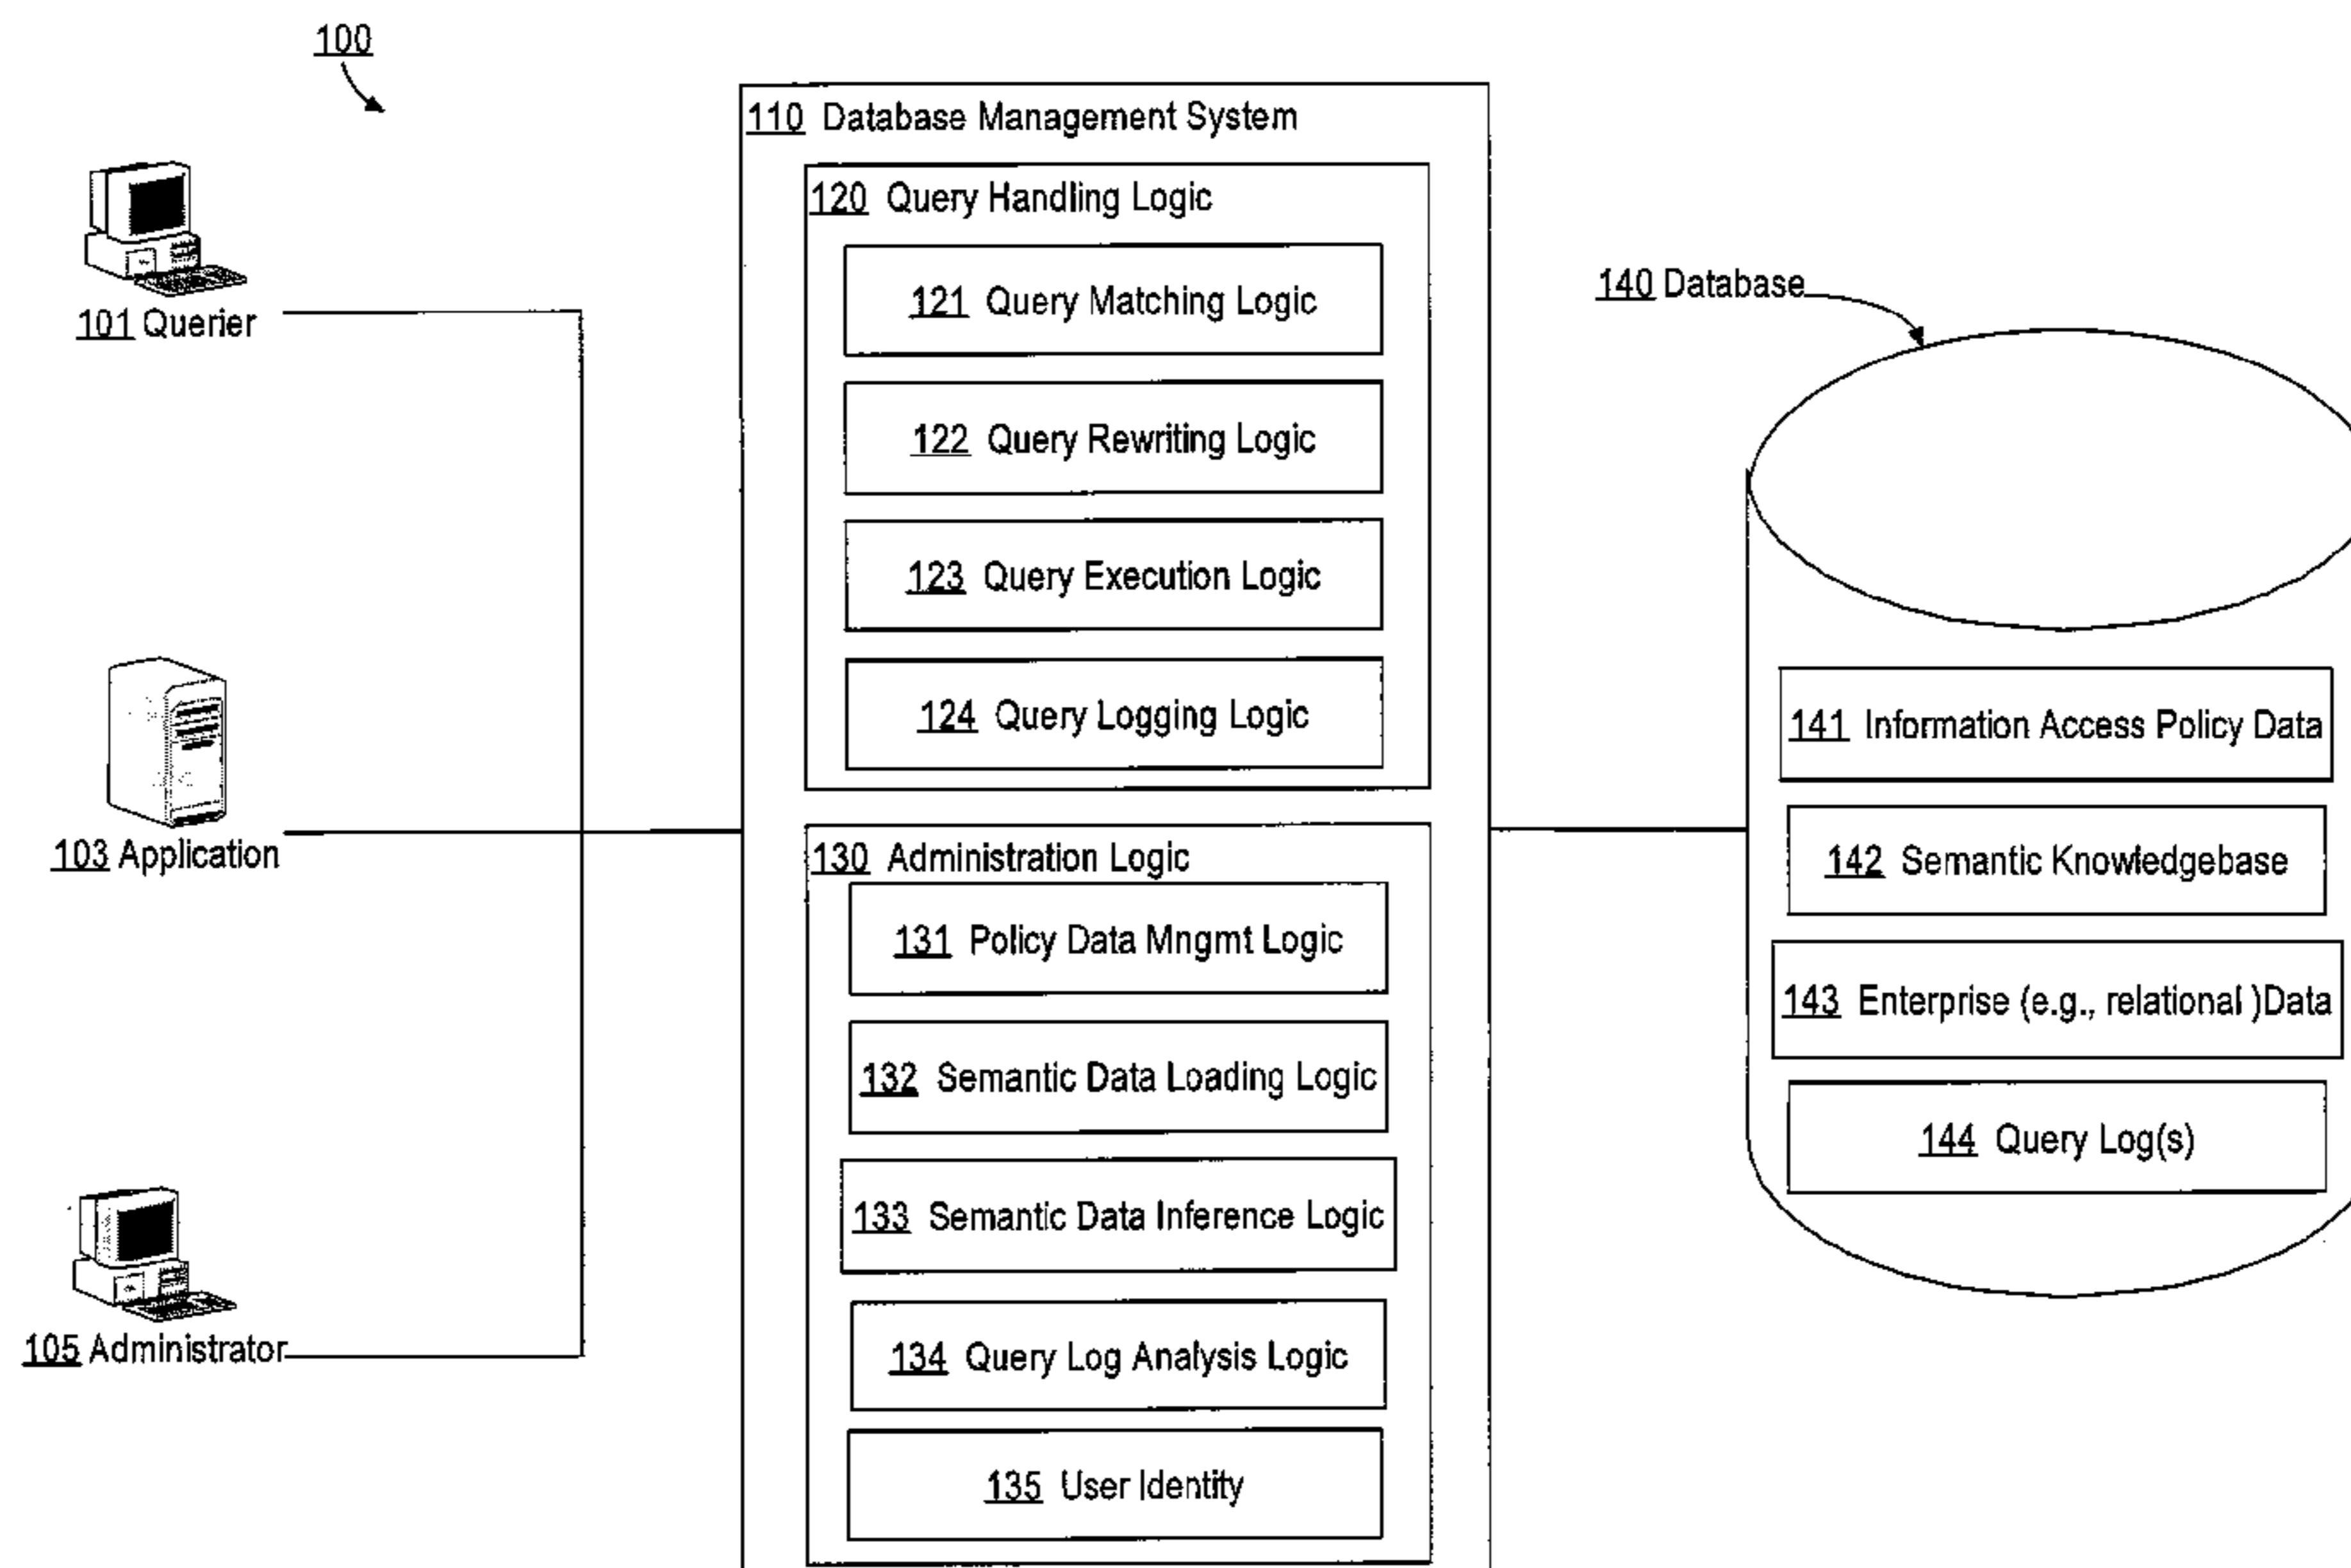 100
101 Querier
103 Application
105 Administrator
110 Database Management System
120 Query Handling Logic
121 Query Matching Logic
122 Query Rewriting Logic
123 Query Execution Logic
124 Query Logging Logic
130 Administration Logic
131 Policy Data Mngmt Logic
132 Semantic Data Loading Logic
133 Semantic Data Inference Logic
134 Query Log Analysis Logic
135 User Identity
140 Database
141 Information Access Policy Data
142 Semantic Knowledgebase
143 Enterprise (e.g., relational )Data
144 Query Log(s)